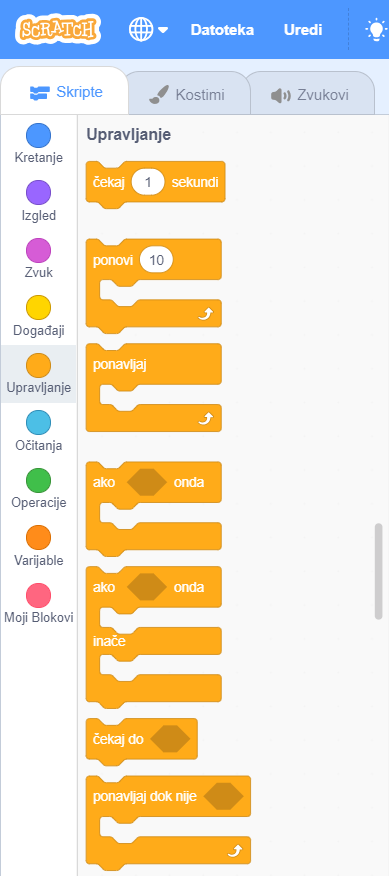 SCRATCH
Datoteka
Uredi
Skripte
Kostimi
Zvukovi
Kretanje
Izgled
Zvuk
Događaji
Upravljanje
Očitanja
Operacije
Varijable
Moji Blokovi
Upravljanje
čekaj 1 sekundi
ponovi 10
ponavljaj
ako onda
ako onda
inače
čekaj do
ponavljaj dok nije